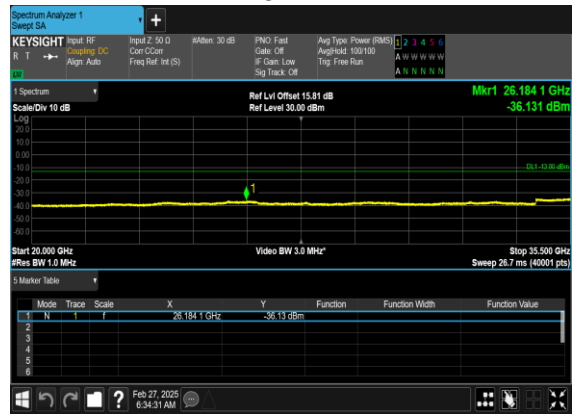 Spectrum Analyzer 1
Swept SA
+
KEYSIGHT Input: RF Input Z: 50 Ω #Atten: 30 dB PNO: Fast Avg Type: Power (RMS) 1 2 3 4 5 6
R T Coupling: DC Corr CCorr Gate: Off Avg|Hold: 100/100 A W W W W W
Align: Auto Freq Ref: Int (S) IF Gain: Low Trig: Free Run
Sig Track: Off A N N N N N
LW
1 Spectrum Ref Lvl Offset 15.81 dB Mkr1 26.184 1 GHz
Scale/Div 10 dB Ref Level 30.00 dBm -36.131 dBm
Log
20.0
10.0
0.00
-10.0 DL1 -13.00 dBm
-20.0
-30.0 1
-40.0
-50.0
-60.0
Start 20.000 GHz Video BW 3.0 MHz* Stop 35.500 GHz
#Res BW 1.0 MHz Sweep 26.7 ms (40001 pts)
5 Marker Table
Mode Trace Scale X Y Function Function Width Function Value
1 N 1 f 26.184 1 GHz -36.13 dBm
2
3
4
5
6
? Feb 27, 2025
6:34:31 AM